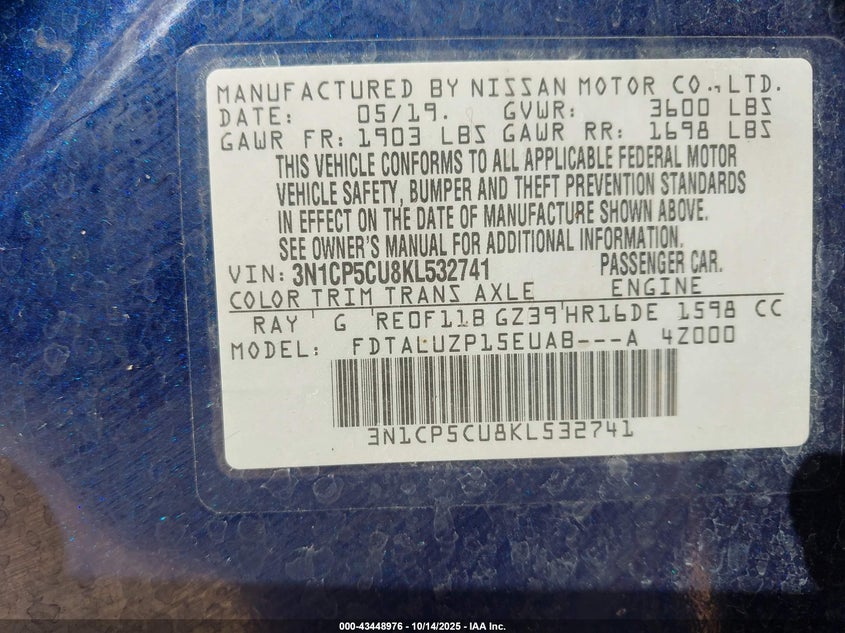 MANUFACTURED BY NISSAN MOTOR CO.,LTD.
DATE: 05/19. GVWR: 3600 LBS
GAWR FR: 1903 LBS GAWR RR: 1698 LBS
THIS VEHICLE CONFORMS TO ALL APPLICABLE FEDERAL MOTOR
VEHICLE SAFETY, BUMPER AND THEFT PREVENTION STANDARDS
IN EFFECT ON THE DATE OF MANUFACTURE SHOWN ABOVE.
SEE OWNER'S MANUAL FOR ADDITIONAL INFORMATION.
VIN: 3N1CP5CU8KL532741 PASSENGER CAR.
COLOR TRIM TRANS AXLE ENGINE
RAY G RE0F11B GZ39 HR16DE 1598 CC
MODEL: FDTALUZP15EUAB---A 4Z000
3N1CP5CU8KL532741
000-43448976 | 10/14/2025 - IAA Inc.